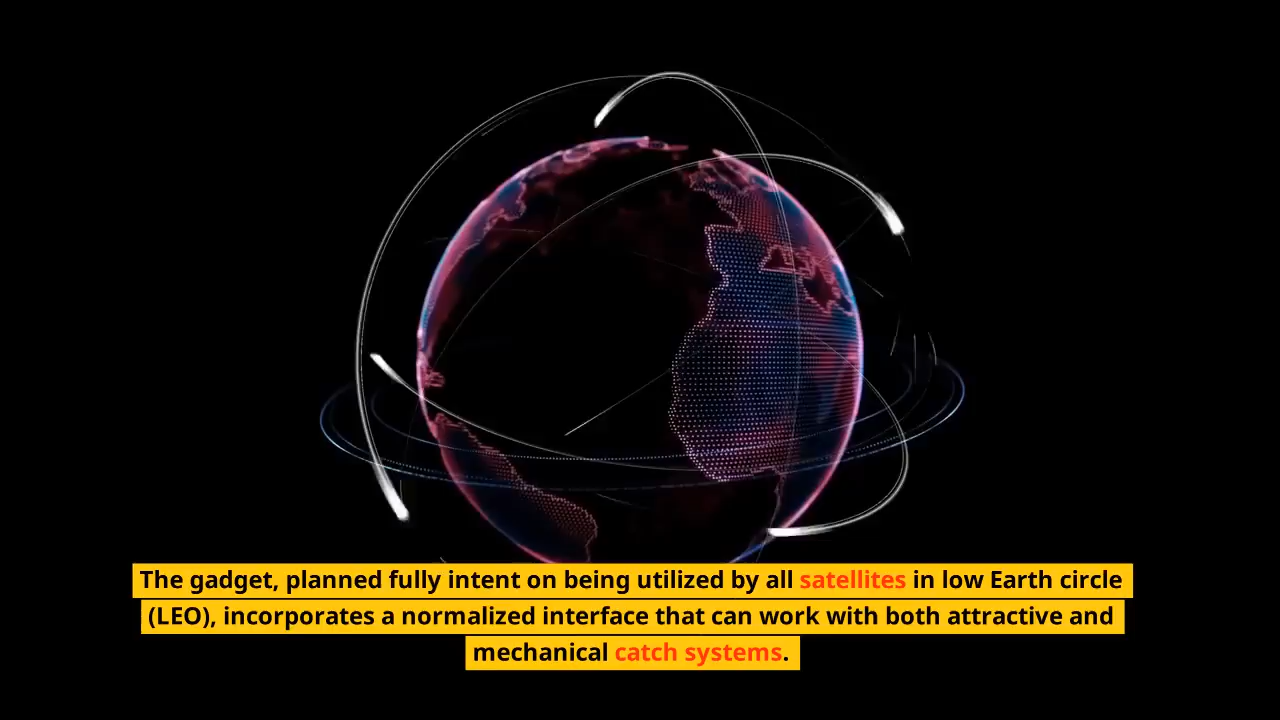 The gadget, planned fully intent on being utilized by all satellites in low Earth circle
(LEO), incorporates a normalized interface that can work with both attractive and
mechanical catch systems.